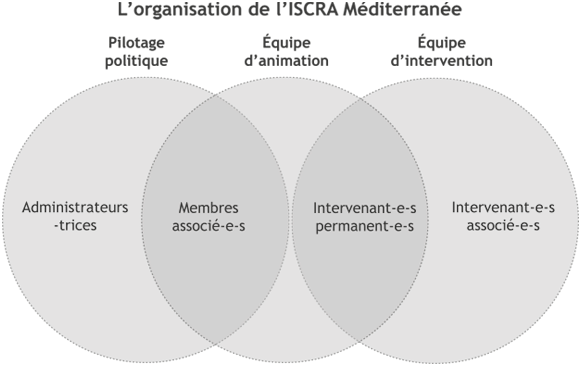 L’organisation de l’ISCRA Méditerranée
Pilotage
politique
Équipe
d’animation
Équipe
d’intervention
Administrateurs
-trices
Membres
associé-e-s
Intervenant-e-s
permanent-e-s
Intervenant-e-s
associé-e-s